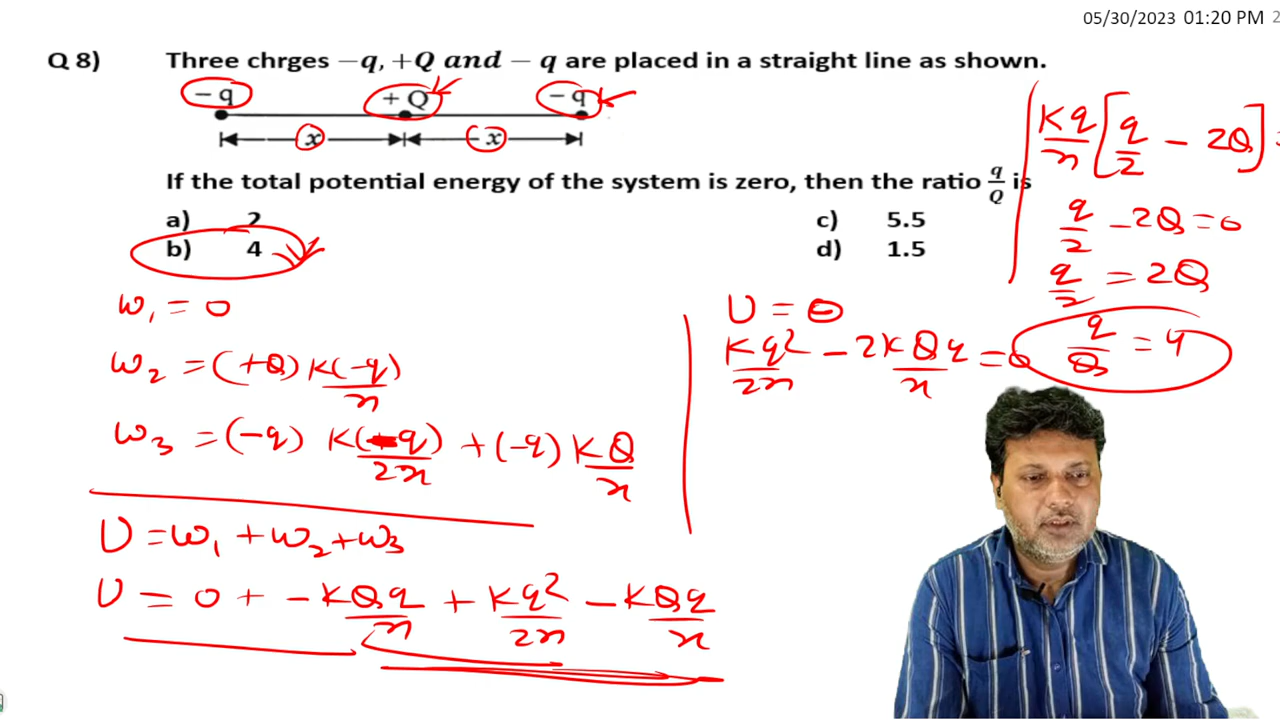 05/30/2023 01:20 PM 2
Q 8) Three chrges −q, +Q and − q are placed in a straight line as shown.
− q + Q − q
x x
If the total potential energy of the system is zero, then the ratio q/Q is
a) 2 c) 5.5
b) 4 d) 1.5
W₁ = 0
W₂ = (+Q) K(−q)/x
W₃ = (−q) K(−q)/2x + (−q) KQ/x
U = W₁ + W₂ + W₃
U = 0 + −KQq/x + Kq²/2x − KQq/x
U = 0
Kq²/2x − 2KQq/x = 0
Kq/x [q/2 − 2Q] =
q/2 − 2Q = 0
q/2 = 2Q
q/Q = 4